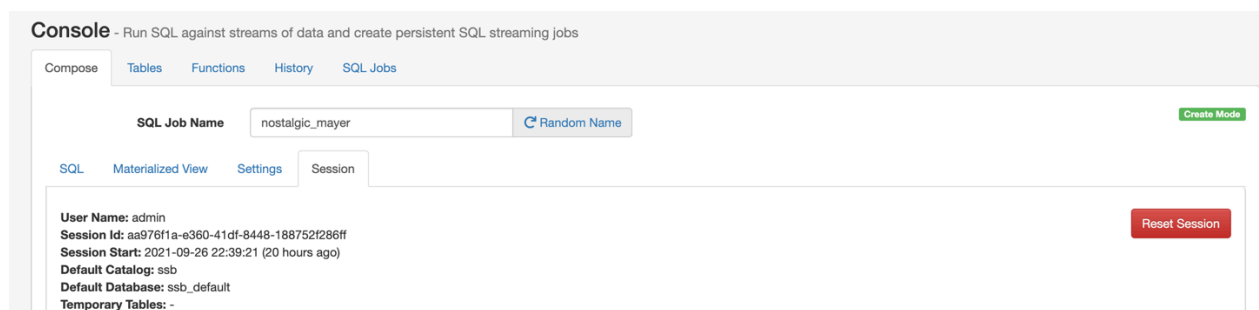 Console - Run SQL against streams of data and create persistent SQL streaming jobs
Compose Tables Functions History SQL Jobs
SQL Job Name nostalgic_mayer Random Name Create Mode
SQL Materialized View Settings Session
User Name: admin Reset Session
Session Id: aa976f1a-e360-41df-8448-188752f286ff
Session Start: 2021-09-26 22:39:21 (20 hours ago)
Default Catalog: ssb
Default Database: ssb_default
Temporary Tables: -